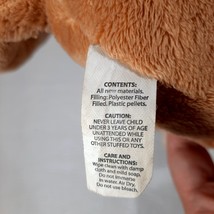 CONTENTS:
All new materials.
Filling: Polyester Fiber
Filled. Plastic pellets.
CAUTION:
NEVER LEAVE CHILD
UNDER 3 YEARS OF AGE
UNATTENDED WHILE
USING THIS OR ANY
OTHER STUFFED TOYS.
CARE AND
INSTRUCTIONS:
Wipe clean with damp
cloth and mild soap.
Do not immerse
in water. Air Dry.
Do not use bleach.